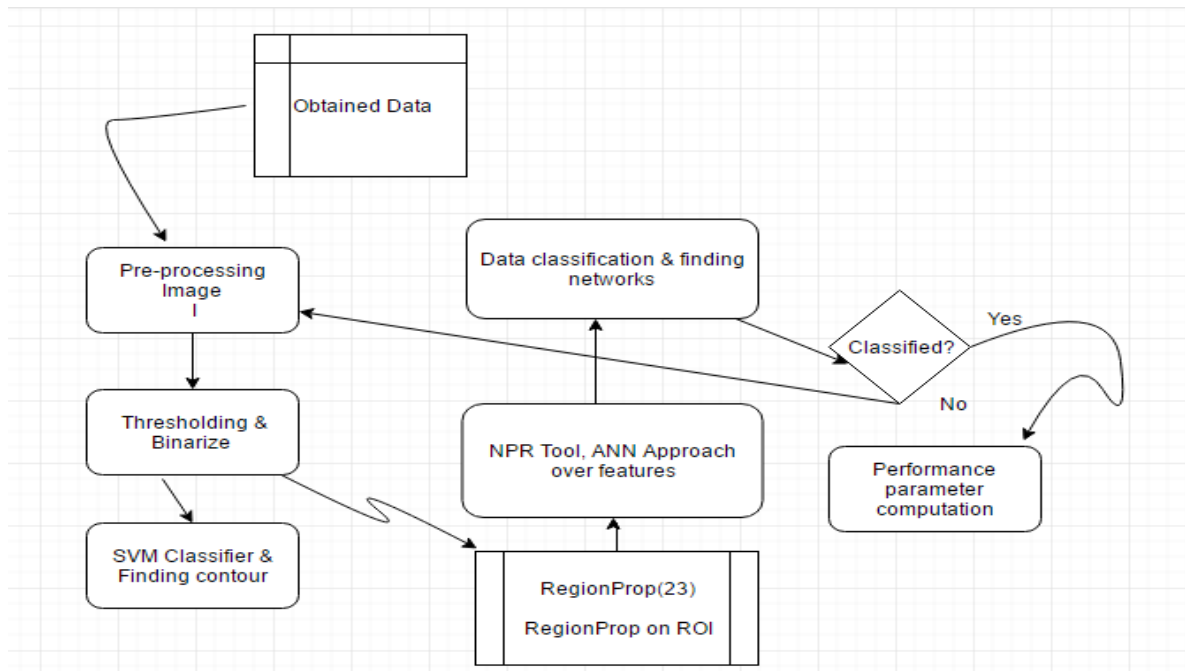 Obtained Data
Pre-processing
Image
I
Thresholding &
Binarize
SVM Classifier &
Finding contour
RegionProp(23)
RegionProp on ROI
NPR Tool, ANN Approach
over features
Data classification & finding
networks
Classified?
Yes
No
Performance
parameter
computation